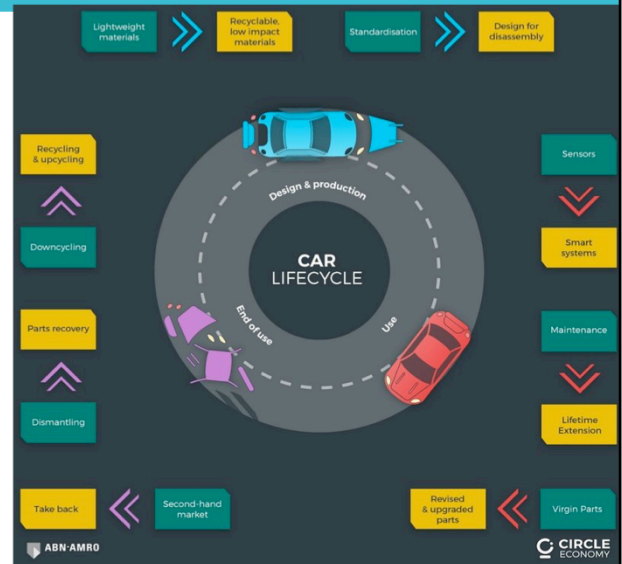 Lightweight
materials
Recyclable,
low impact
materials
Standardisation
Design for
disassembly
Recycling
& upcycling
Downcycling
Parts recovery
Dismantling
Take back
Second-hand
market
Design & production
CAR
LIFECYCLE
End of use
Use
Sensors
Smart
systems
Maintenance
Lifetime
Extension
Revised
& upgraded
parts
Virgin Parts
ABN·AMRO
CIRCLE
ECONOMY